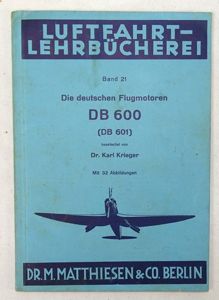 LUFTFAHRT-
LEHRBÜCHEREI
Band 21
Die deutschen Flugmotoren
DB 600
(DB 601)
bearbeitet von
Dr. Karl Krieger
Mit 52 Abbildungen
DR. M. MATTHIESEN & CO. BERLIN